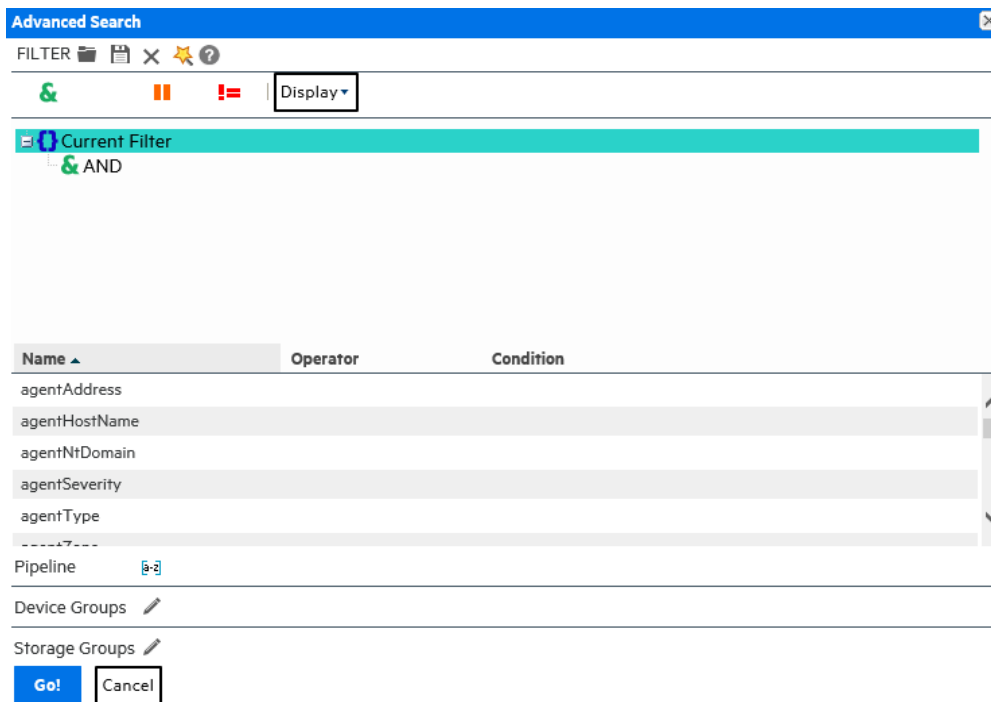 Advanced Search
FILTER
& != Display
Current Filter
& AND
Name Operator Condition
agentAddress
agentHostName
agentNtDomain
agentSeverity
agentType
Pipeline [a-z]
Device Groups
Storage Groups
Go! Cancel